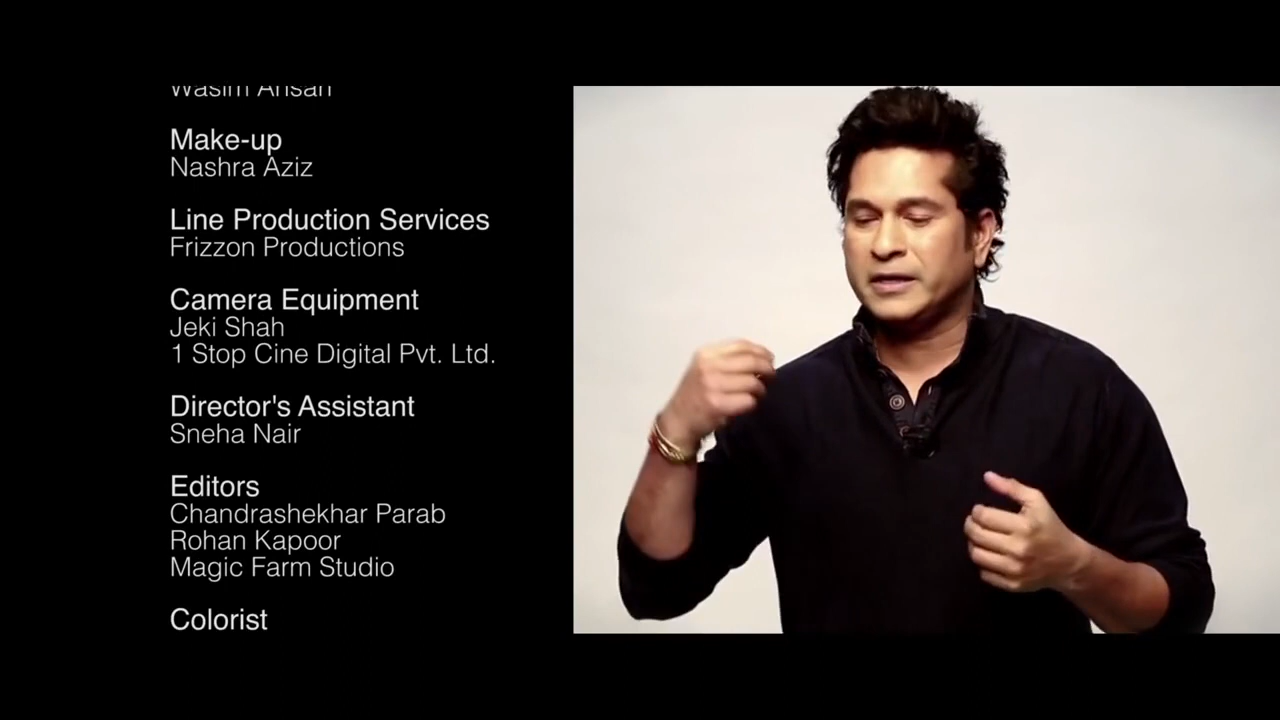 Make-up
Nashra Aziz
Line Production Services
Frizzon Productions
Camera Equipment
Jeki Shah
1 Stop Cine Digital Pvt. Ltd.
Director's Assistant
Sneha Nair
Editors
Chandrashekhar Parab
Rohan Kapoor
Magic Farm Studio
Colorist